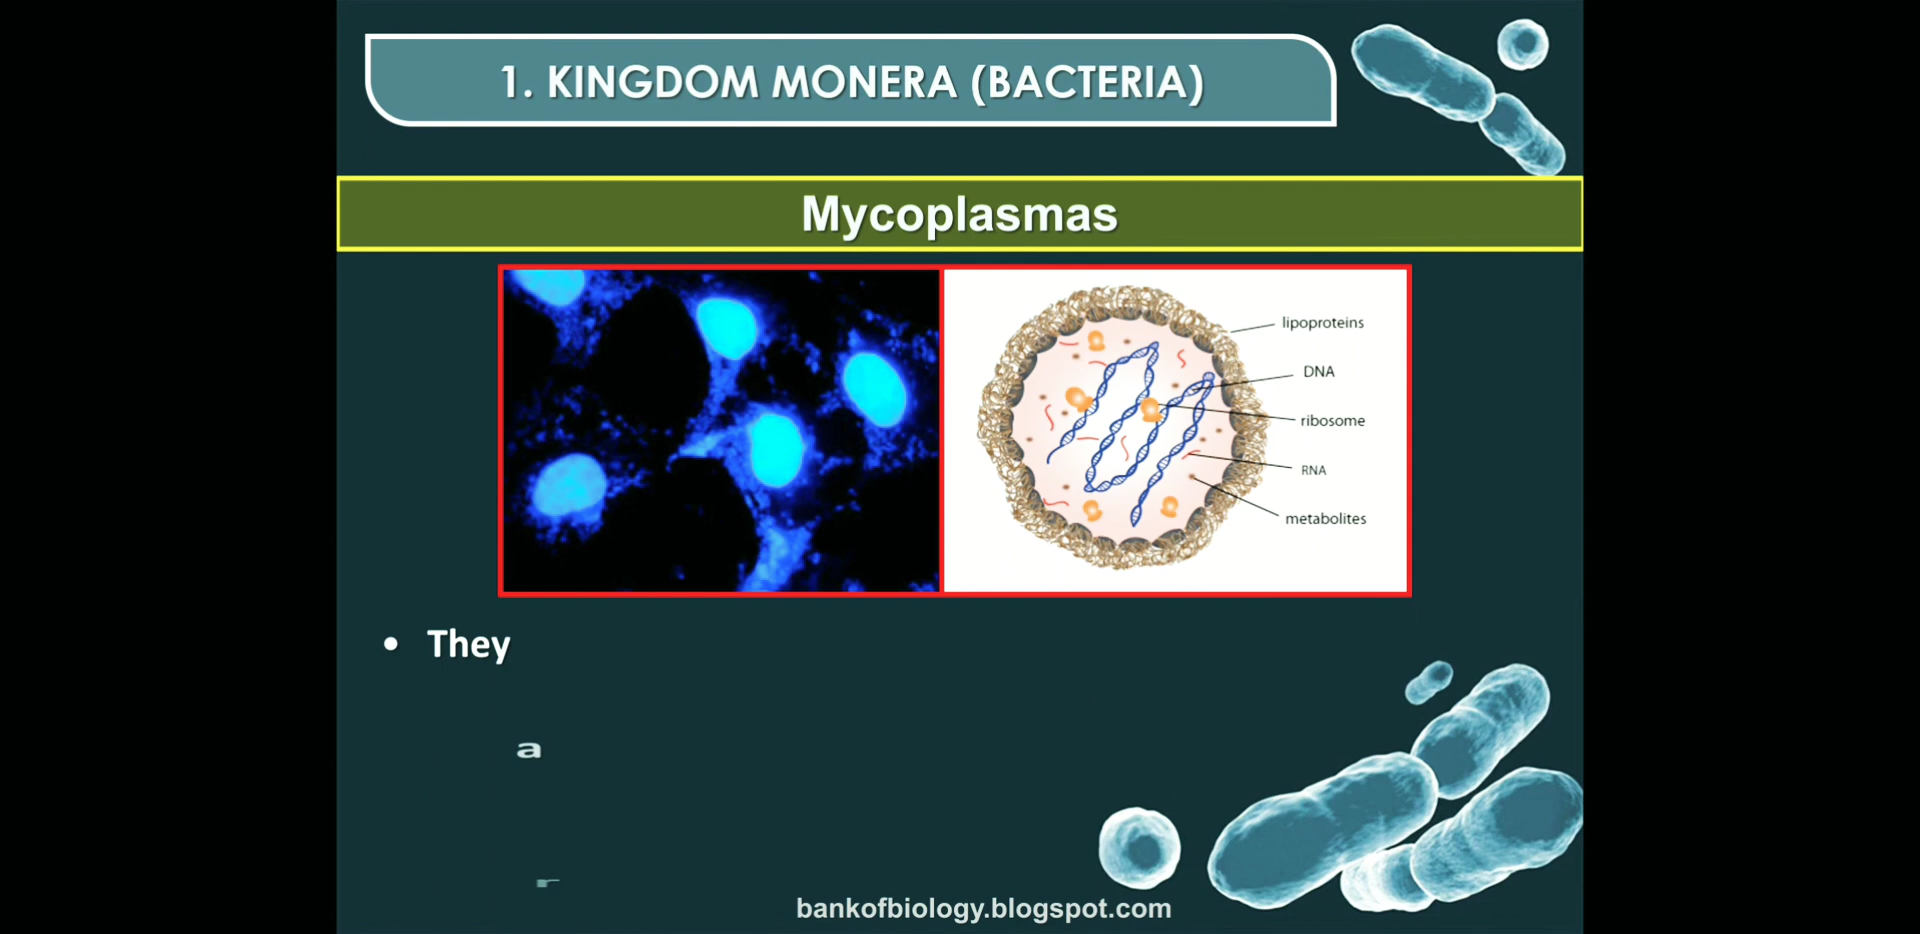 1. KINGDOM MONERA (BACTERIA)
Mycoplasmas
lipoproteins
DNA
ribosome
RNA
metabolites
• They
a
r
bankofbiology.blogspot.com